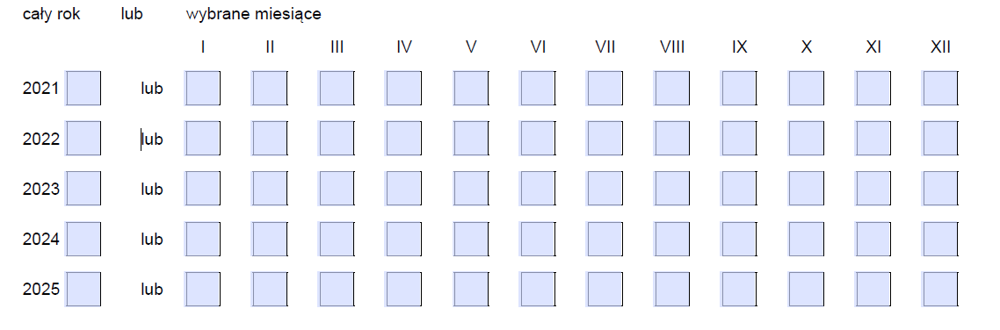 cały rok lub wybrane miesiące
I II III IV V VI VII VIII IX X XI XII
2021 lub
2022 lub
2023 lub
2024 lub
2025 lub